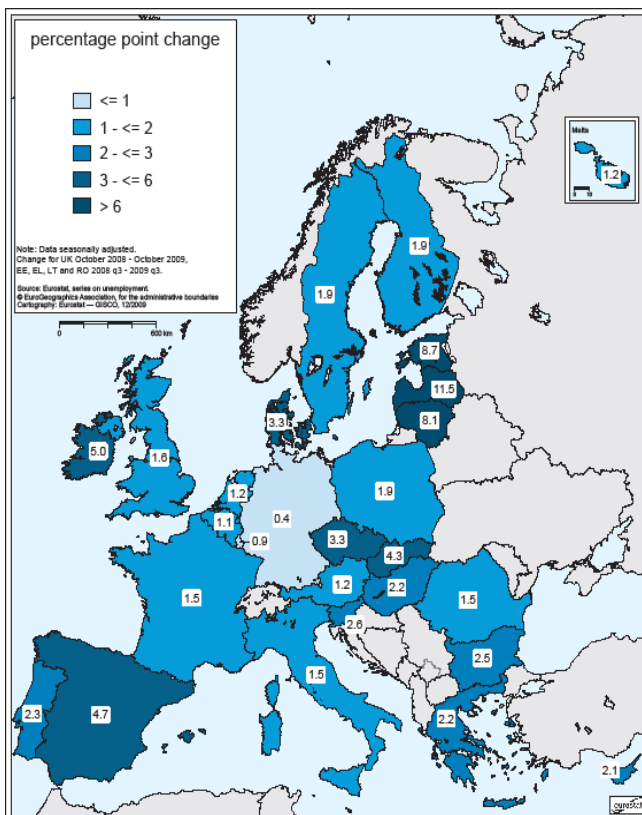 percentage point change
<= 1
1 - <= 2
2 - <= 3
3 - <= 6
> 6
Note: Data seasonally adjusted.
Change for UK October 2008 - October 2009,
EE, EL, LT and RO 2008 q3 - 2009 q3.
Source: Eurostat, series on unemployment.
© EuroGeographics Association, for the administrative boundaries
Cartography: Eurostat — GISCO, 12/2009
0 600 km
Malta
1.2
0 10
1.9
1.9
8.7
11.5
8.1
3.3
5.0
1.6
1.2
1.9
1.1
0.4
0.9
3.3
4.3
1.2
2.2
1.5
1.5
2.6
2.5
1.5
2.3
4.7
2.2
2.1
eurostat